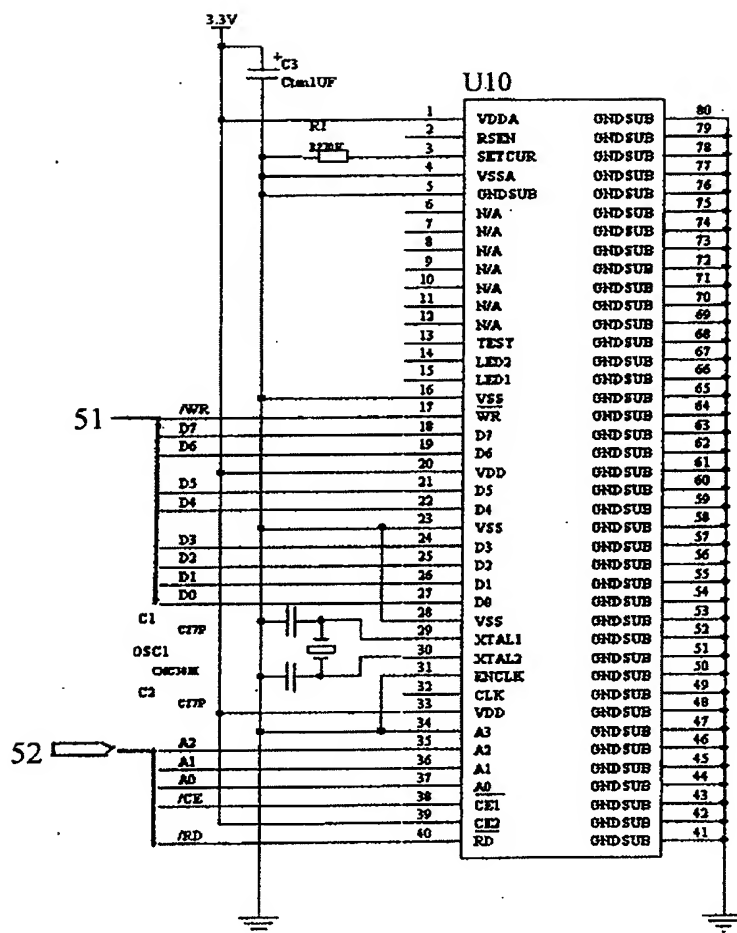 3.3V
C3
U10
1 VDDA GNDSUB 80
R1
2 RSEN GNDSUB 79
3 SETCUR GNDSUB 78
4 VSSA GNDSUB 77
5 GNDSUB GNDSUB 76
6 N/A GNDSUB 75
7 N/A GNDSUB 74
8 N/A GNDSUB 73
9 N/A GNDSUB 72
10 N/A GNDSUB 71
11 N/A GNDSUB 70
12 N/A GNDSUB 69
13 TEST GNDSUB 68
14 LED2 GNDSUB 67
15 LED1 GNDSUB 66
16 VSS GNDSUB 65
51 /WR 17 WR GNDSUB 64
D7 18 D7 GNDSUB 63
D6 19 D6 GNDSUB 62
20 VDD GNDSUB 61
D5 21 D5 GNDSUB 60
D4 22 D4 GNDSUB 59
23 VSS GNDSUB 58
D3 24 D3 GNDSUB 57
D2 25 D2 GNDSUB 56
D1 26 D1 GNDSUB 55
D0 27 D0 GNDSUB 54
C1
28 VSS GNDSUB 53
C27P
29 XTAL1 GNDSUB 52
OSC1
30 XTAL2 GNDSUB 51
31 ENCLK GNDSUB 50
C2
32 CLK GNDSUB 49
C27P
33 VDD GNDSUB 48
34 A3 GNDSUB 47
52 A2 35 A2 GNDSUB 46
A1 36 A1 GNDSUB 45
A0 37 A0 GNDSUB 44
/CE 38 CE1 GNDSUB 43
39 CE2 GNDSUB 42
/RD 40 RD GNDSUB 41